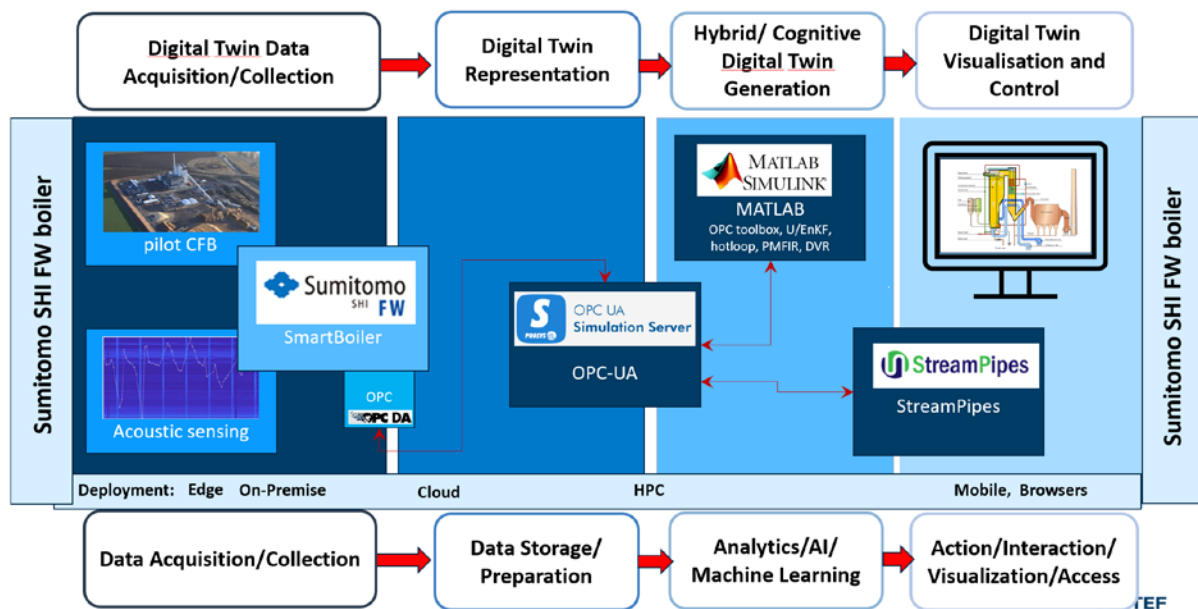 Digital Twin Data
Acquisition/Collection
Digital Twin
Representation
Hybrid/ Cognitive
Digital Twin
Generation
Digital Twin
Visualisation and
Control
Sumitomo SHI FW boiler
pilot CFB
Sumitomo
SHI FW
SmartBoiler
Acoustic sensing
OPC
OPC DA
S
PROSYS
OPC UA
Simulation Server
OPC-UA
MATLAB
SIMULINK®
MATLAB
OPC toolbox, U/EnKF,
hotloop, PMFIR, DVR
StreamPipes
StreamPipes
Sumitomo SHI FW boiler
Deployment: Edge On-Premise Cloud HPC Mobile, Browsers
Data Acquisition/Collection
Data Storage/
Preparation
Analytics/AI/
Machine Learning
Action/Interaction/
Visualization/Access
TEF